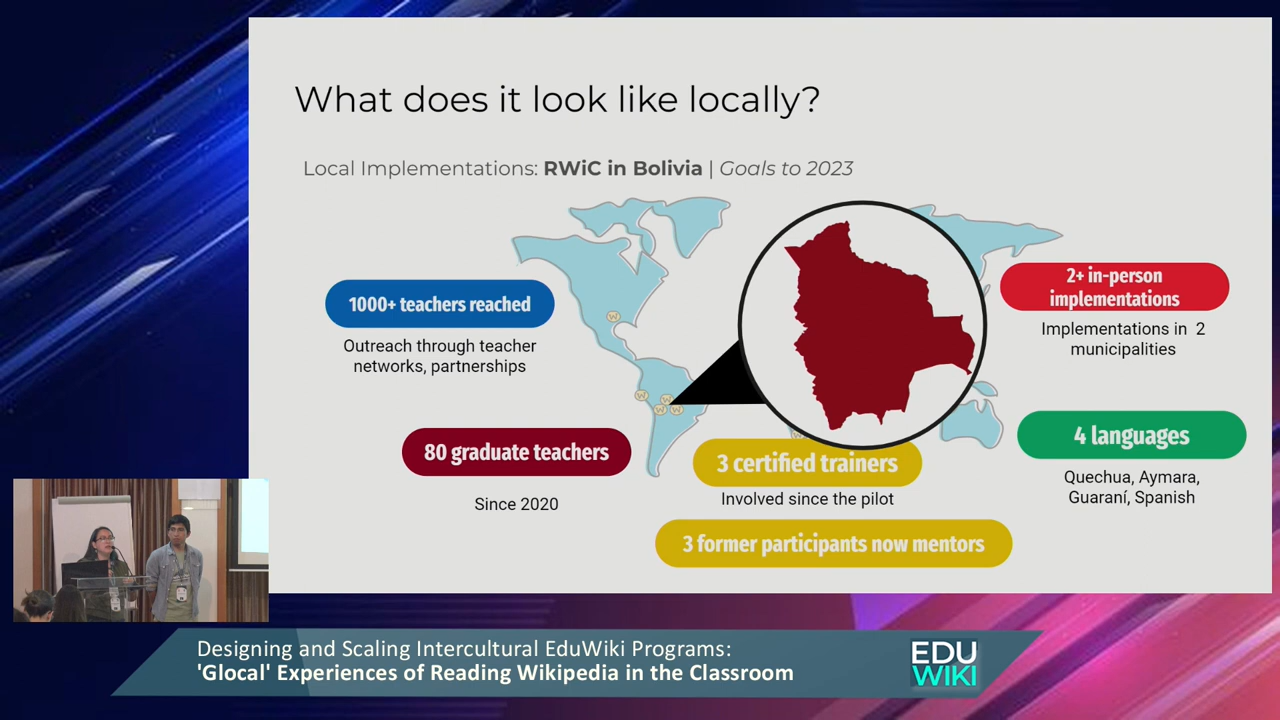 What does it look like locally?
Local Implementations: RWiC in Bolivia | Goals to 2023
1000+ teachers reached
Outreach through teacher
networks, partnerships
80 graduate teachers
Since 2020
3 certified trainers
Involved since the pilot
3 former participants now mentors
2+ in-person
implementations
Implementations in 2
municipalities
4 languages
Quechua, Aymara,
Guaraní, Spanish
W
W
W
W
W
Designing and Scaling Intercultural EduWiki Programs:
'Glocal' Experiences of Reading Wikipedia in the Classroom
EDU
WIKI